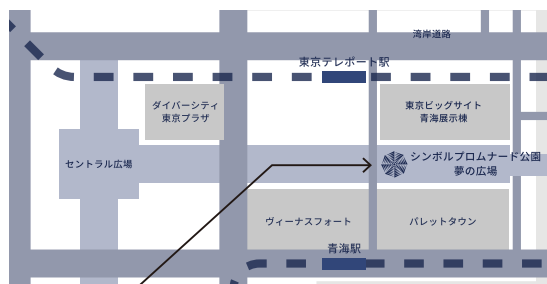 湾岸道路
東京テレポート駅
ダイバーシティ
東京プラザ
東京ビッグサイト
青海展示棟
セントラル広場
シンボルプロムナード公園
夢の広場
ヴィーナスフォート
パレットタウン
青海駅